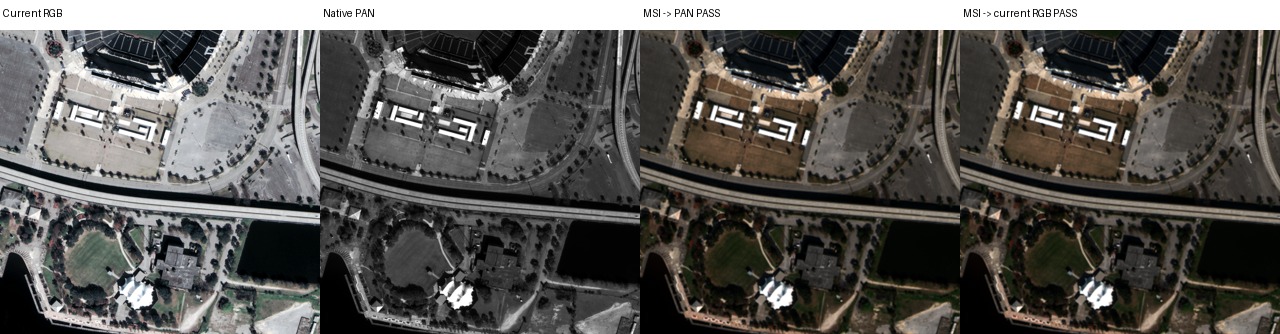 Current RGB
Native PAN
MSI -> PAN PASS
MSI -> current RGB PASS